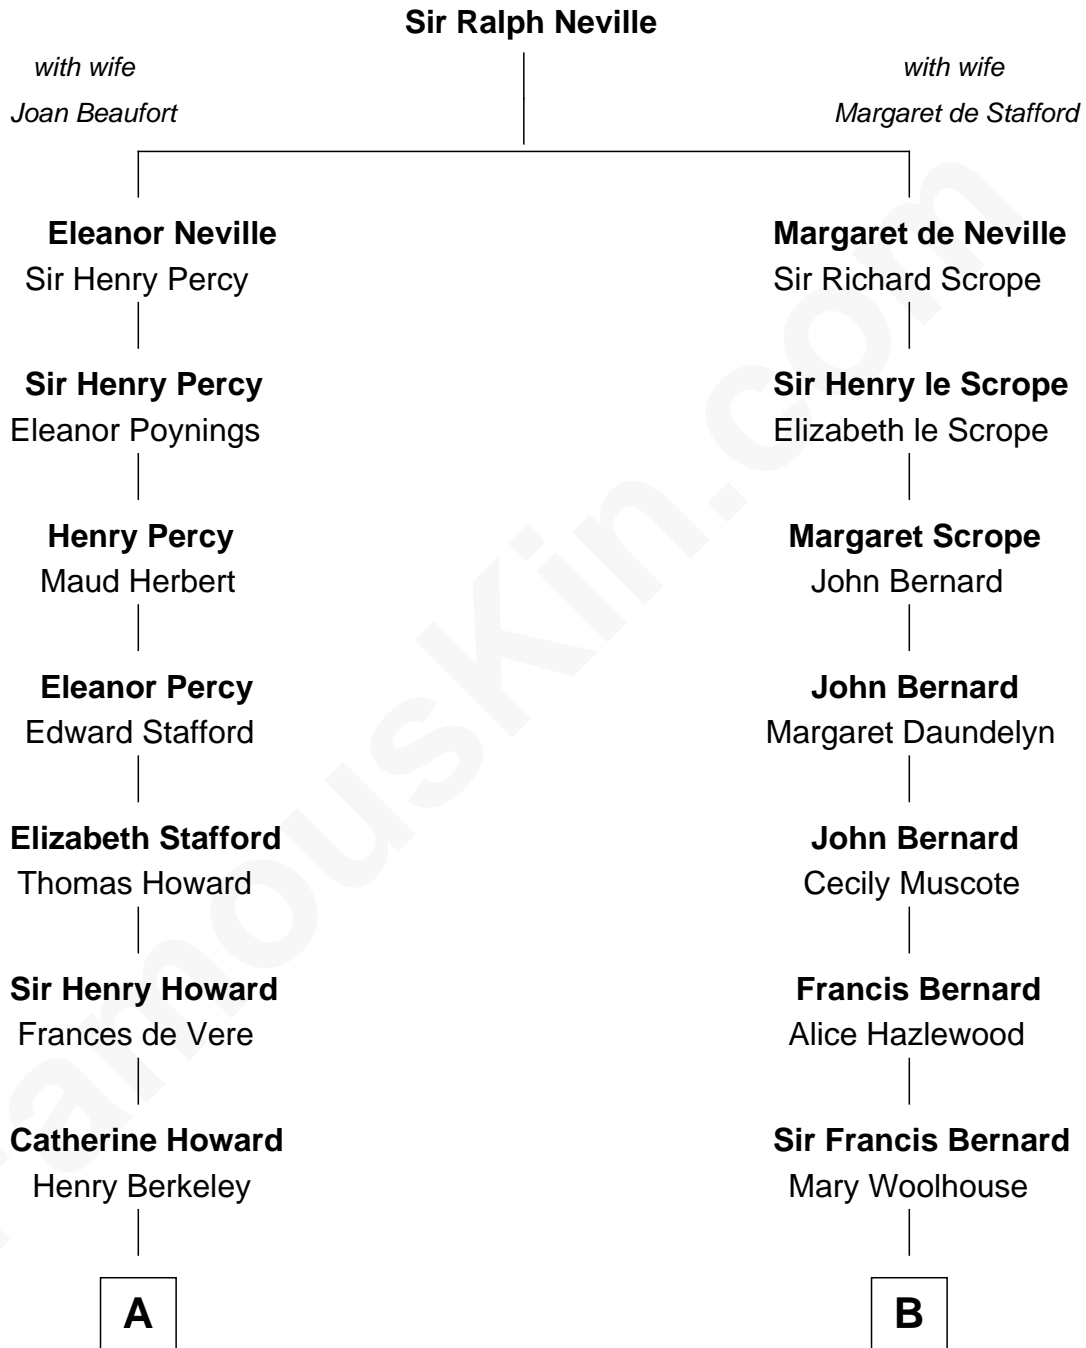 Sir Ralph Neville
with wife
Joan Beaufort
with wife
Margaret de Stafford
Eleanor Neville
Sir Henry Percy
Margaret de Neville
Sir Richard Scrope
Sir Henry Percy
Eleanor Poynings
Sir Henry le Scrope
Elizabeth le Scrope
Henry Percy
Maud Herbert
Margaret Scrope
John Bernard
Eleanor Percy
Edward Stafford
John Bernard
Margaret Daundelyn
Elizabeth Stafford
Thomas Howard
John Bernard
Cecily Muscote
Sir Henry Howard
Frances de Vere
Francis Bernard
Alice Hazlewood
Catherine Howard
Henry Berkeley
Sir Francis Bernard
Mary Woolhouse
A
B
FamousKin.com